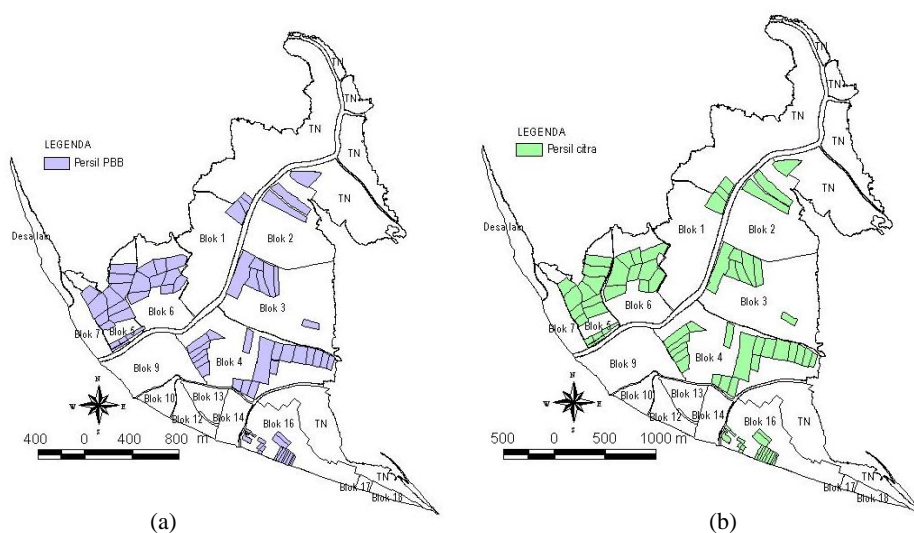 LEGENDA
Persil PBB
TN
TN
TN
TN
Desa lain
Blok 1
Blok 2
Blok 3
Blok 6
Blok 7
Blok 5
Blok 9
Blok 4
Blok 10
Blok 13
Blok 12
Blok 14
Blok 16
TN
TN
Blok 17
Blok 18
N
W E
S
400 0 400 800 m
(a)
LEGENDA
Persil citra
TN
TN
TN
TN
Desa lain
Blok 1
Blok 2
Blok 3
Blok 6
Blok 7
Blok 5
Blok 9
Blok 4
Blok 10
Blok 13
Blok 12
Blok 14
Blok 16
TN
TN
Blok 17
Blok 18
N
W E
S
500 0 500 1000 m
(b)